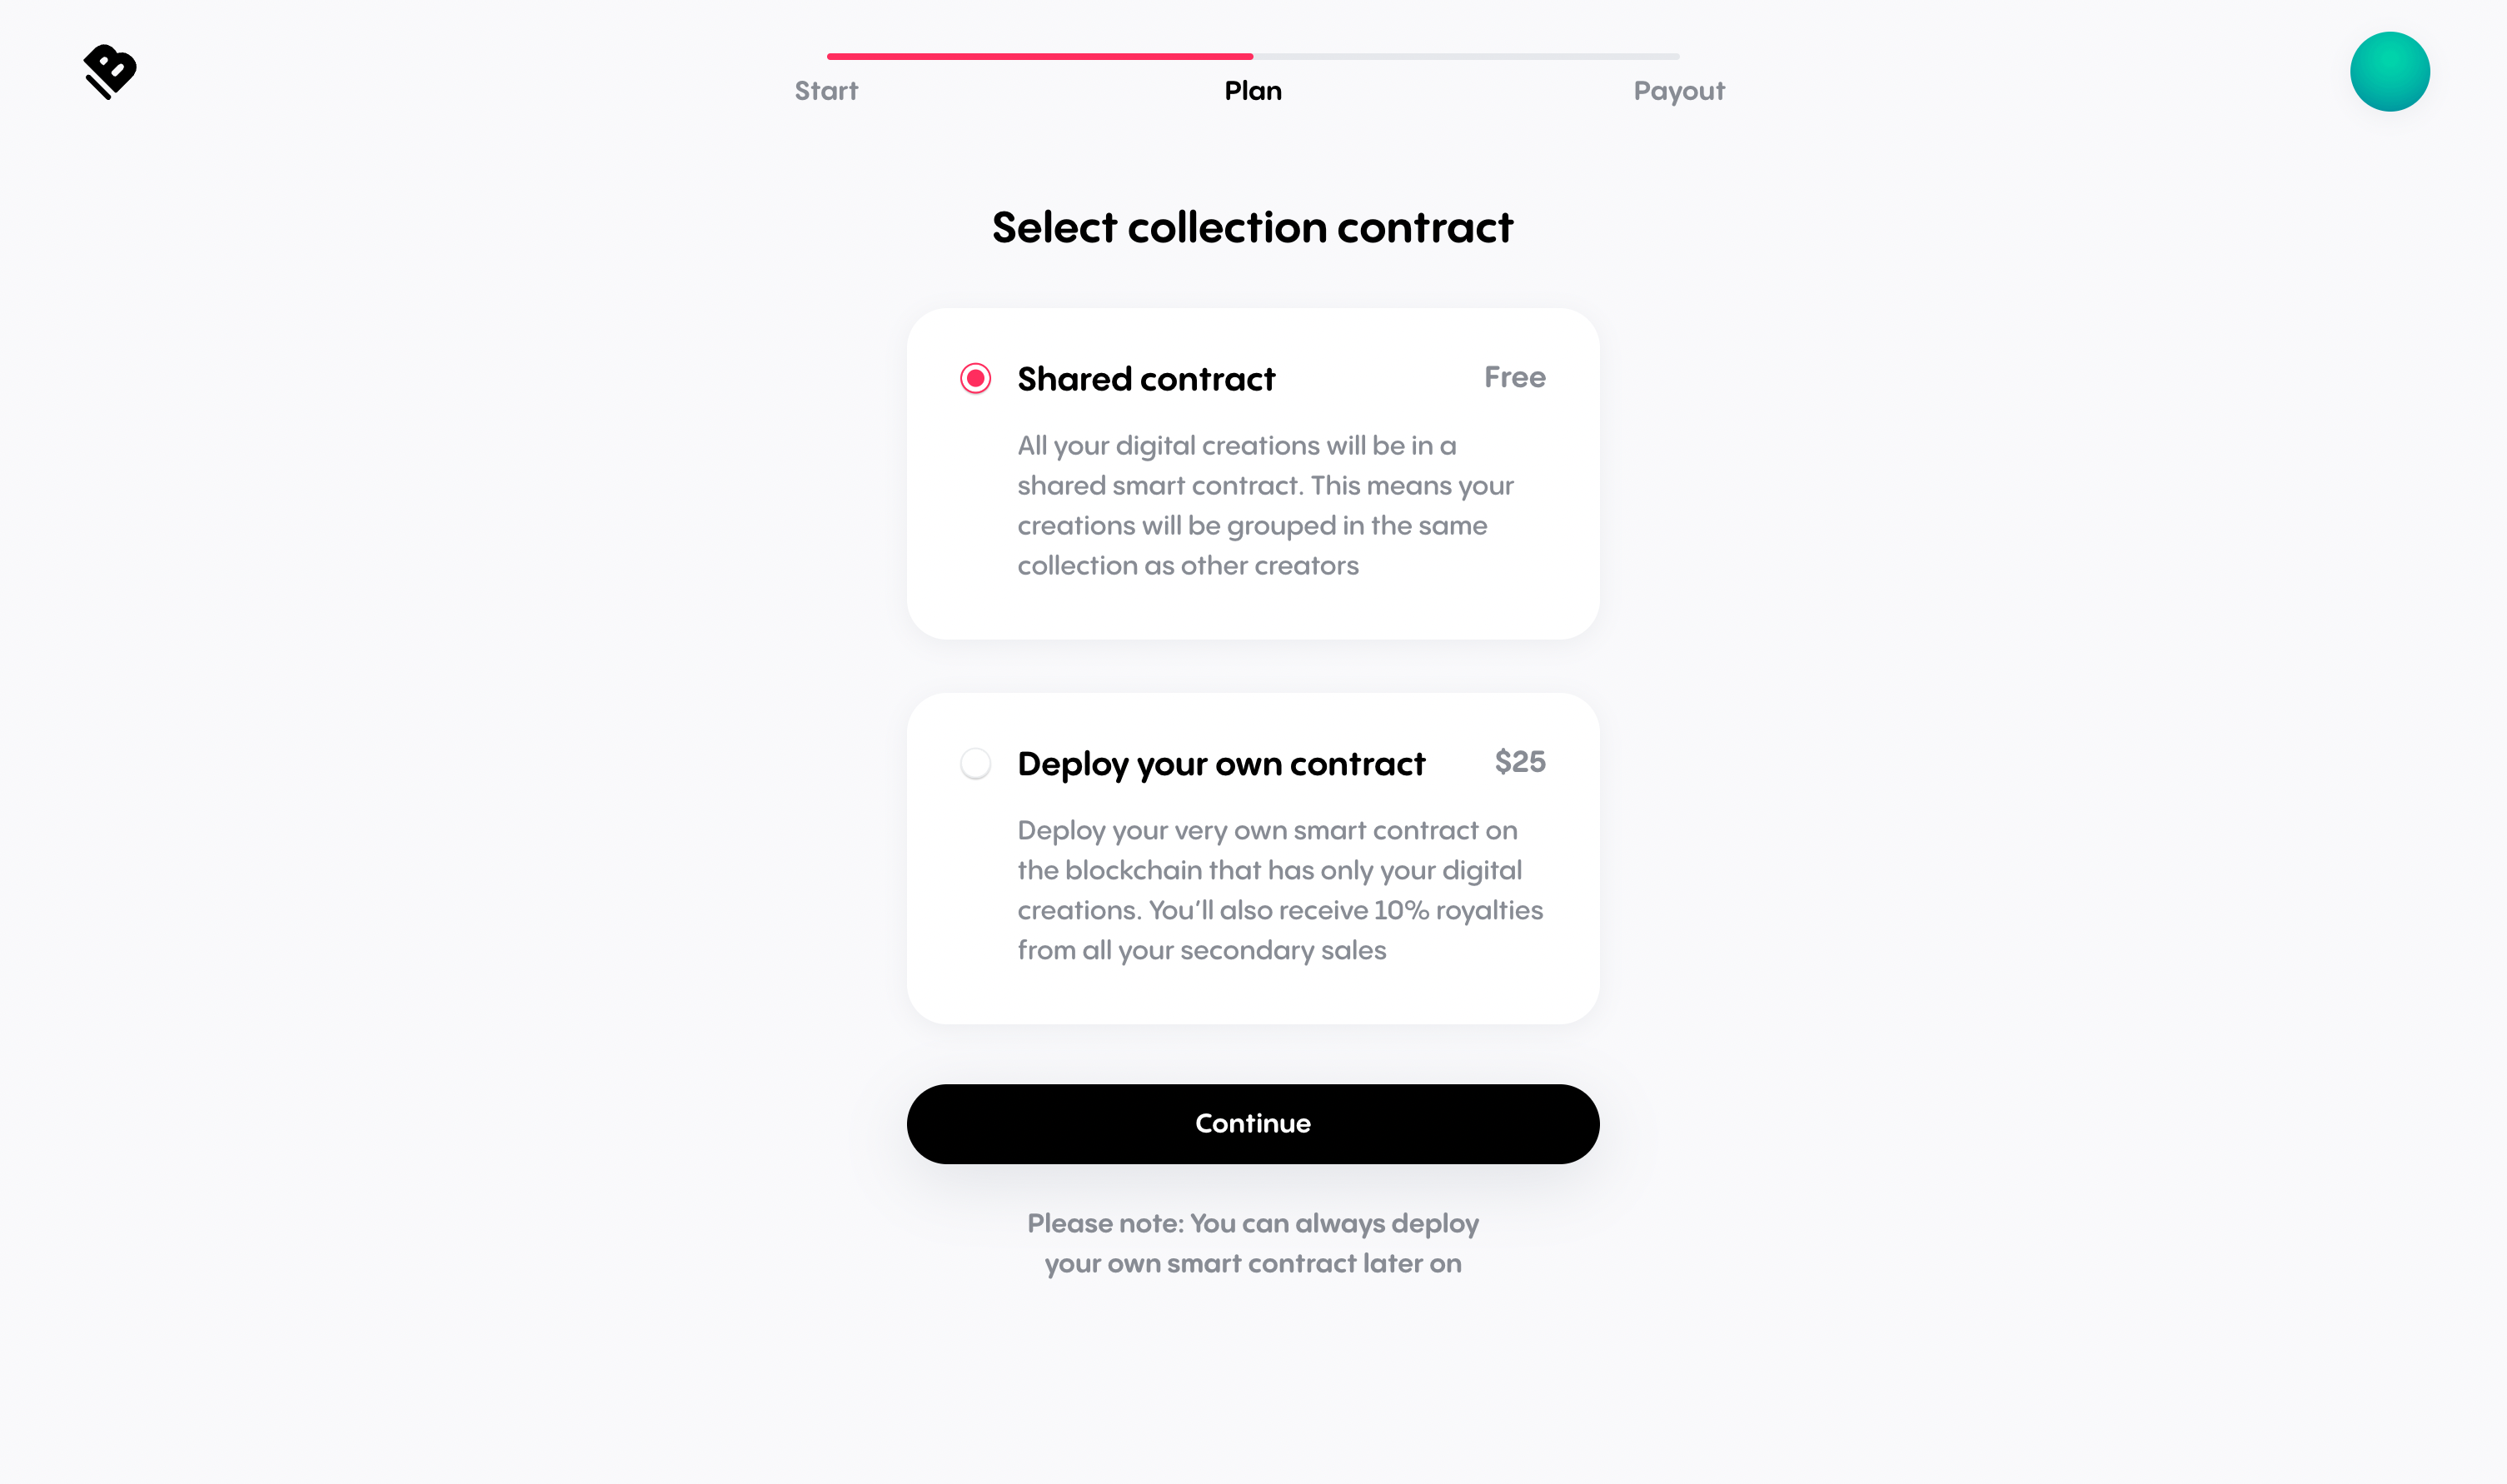 Start
Plan
Payout
Select collection contract
Shared contract
Free
All your digital creations will be in a
shared smart contract. This means your
creations will be grouped in the same
collection as other creators
Deploy your own contract
$25
Deploy your very own smart contract on
the blockchain that has only your digital
creations. You’ll also receive 10% royalties
from all your secondary sales
Continue
Please note: You can always deploy
your own smart contract later on